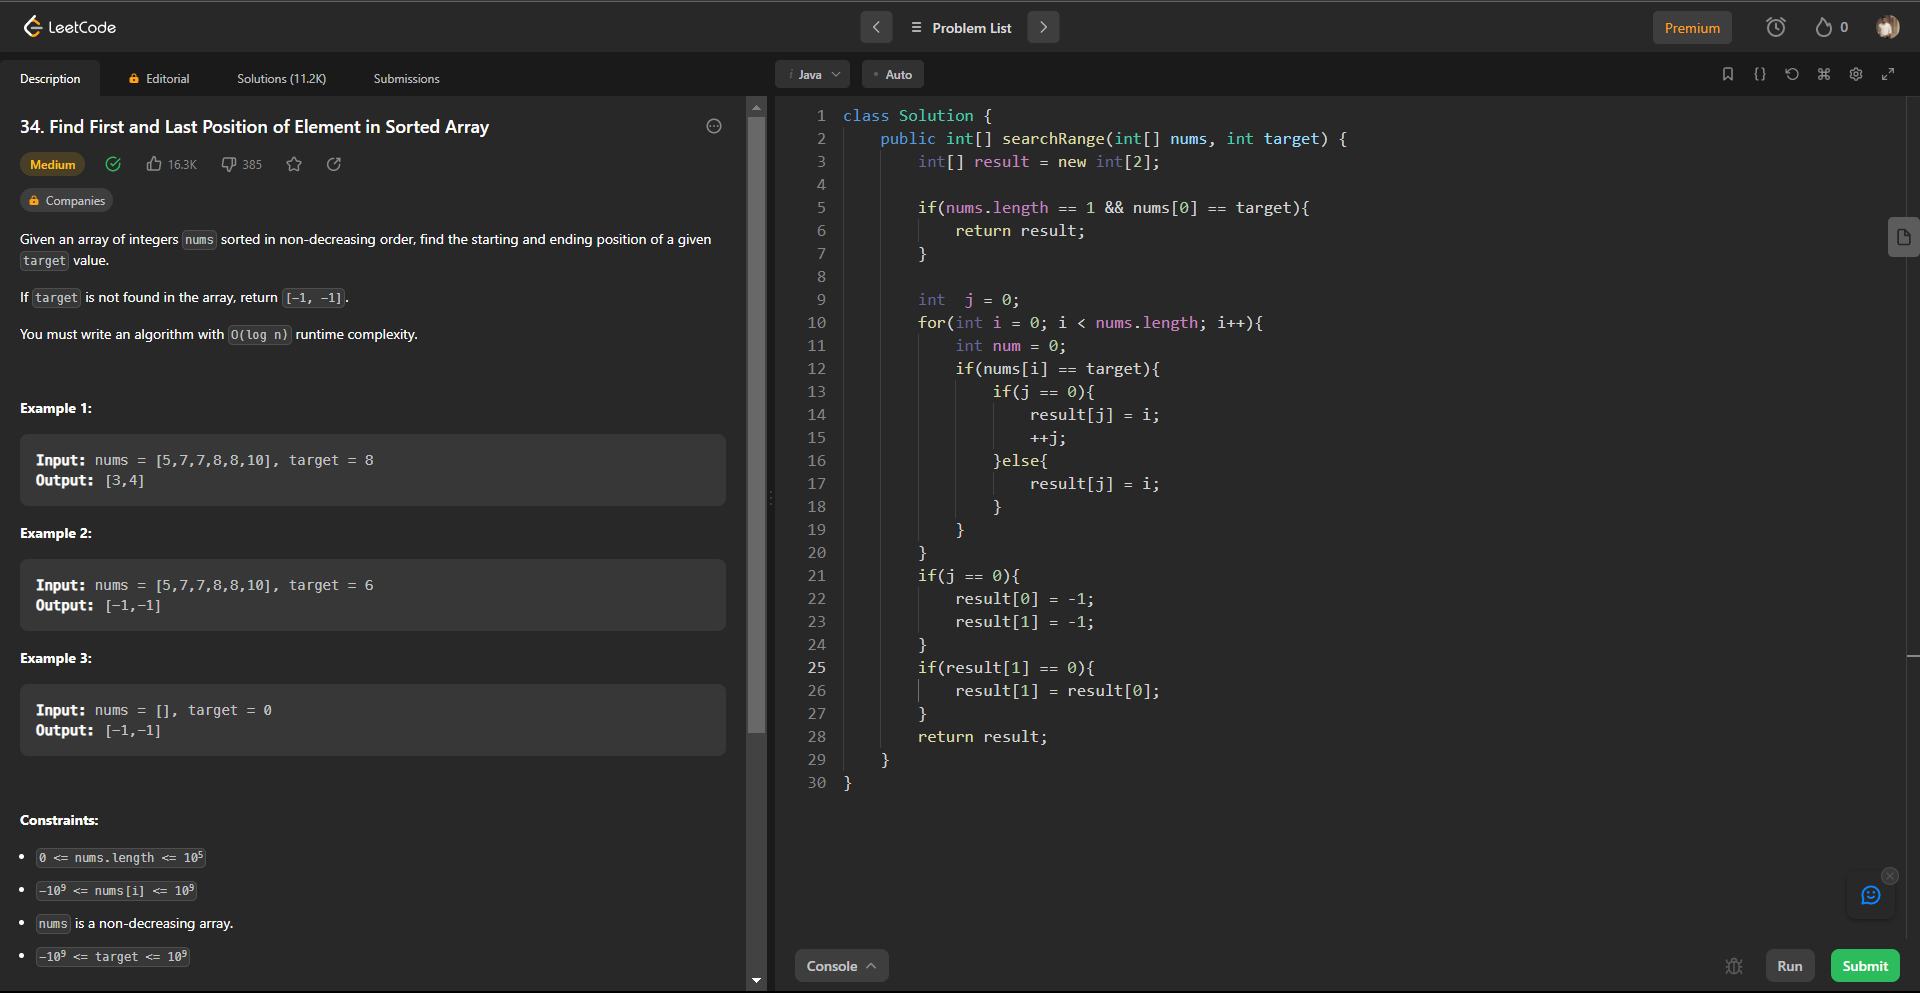 LeetCode
Problem List
Premium
0
Description
Editorial
Solutions (11.2K)
Submissions
34. Find First and Last Position of Element in Sorted Array
Medium
16.3K
385
Companies
Given an array of integers nums sorted in non-decreasing order, find the starting and ending position of a given
target value.
If target is not found in the array, return [-1, -1].
You must write an algorithm with O(log n) runtime complexity.
Example 1:
Input: nums = [5,7,7,8,8,10], target = 8
Output: [3,4]
Example 2:
Input: nums = [5,7,7,8,8,10], target = 6
Output: [-1,-1]
Example 3:
Input: nums = [], target = 0
Output: [-1,-1]
Constraints:
• 0 <= nums.length <= 10⁵
• -10⁹ <= nums[i] <= 10⁹
• nums is a non-decreasing array.
• -10⁹ <= target <= 10⁹
i Java
• Auto
1 class Solution {
2     public int[] searchRange(int[] nums, int target) {
3         int[] result = new int[2];
4
5         if(nums.length == 1 && nums[0] == target){
6             return result;
7         }
8
9         int  j = 0;
10         for(int i = 0; i < nums.length; i++){
11             int num = 0;
12             if(nums[i] == target){
13                 if(j == 0){
14                     result[j] = i;
15                     ++j;
16                 }else{
17                     result[j] = i;
18                 }
19             }
20         }
21         if(j == 0){
22             result[0] = -1;
23             result[1] = -1;
24         }
25         if(result[1] == 0){
26             result[1] = result[0];
27         }
28         return result;
29     }
30 }
Console
Run
Submit